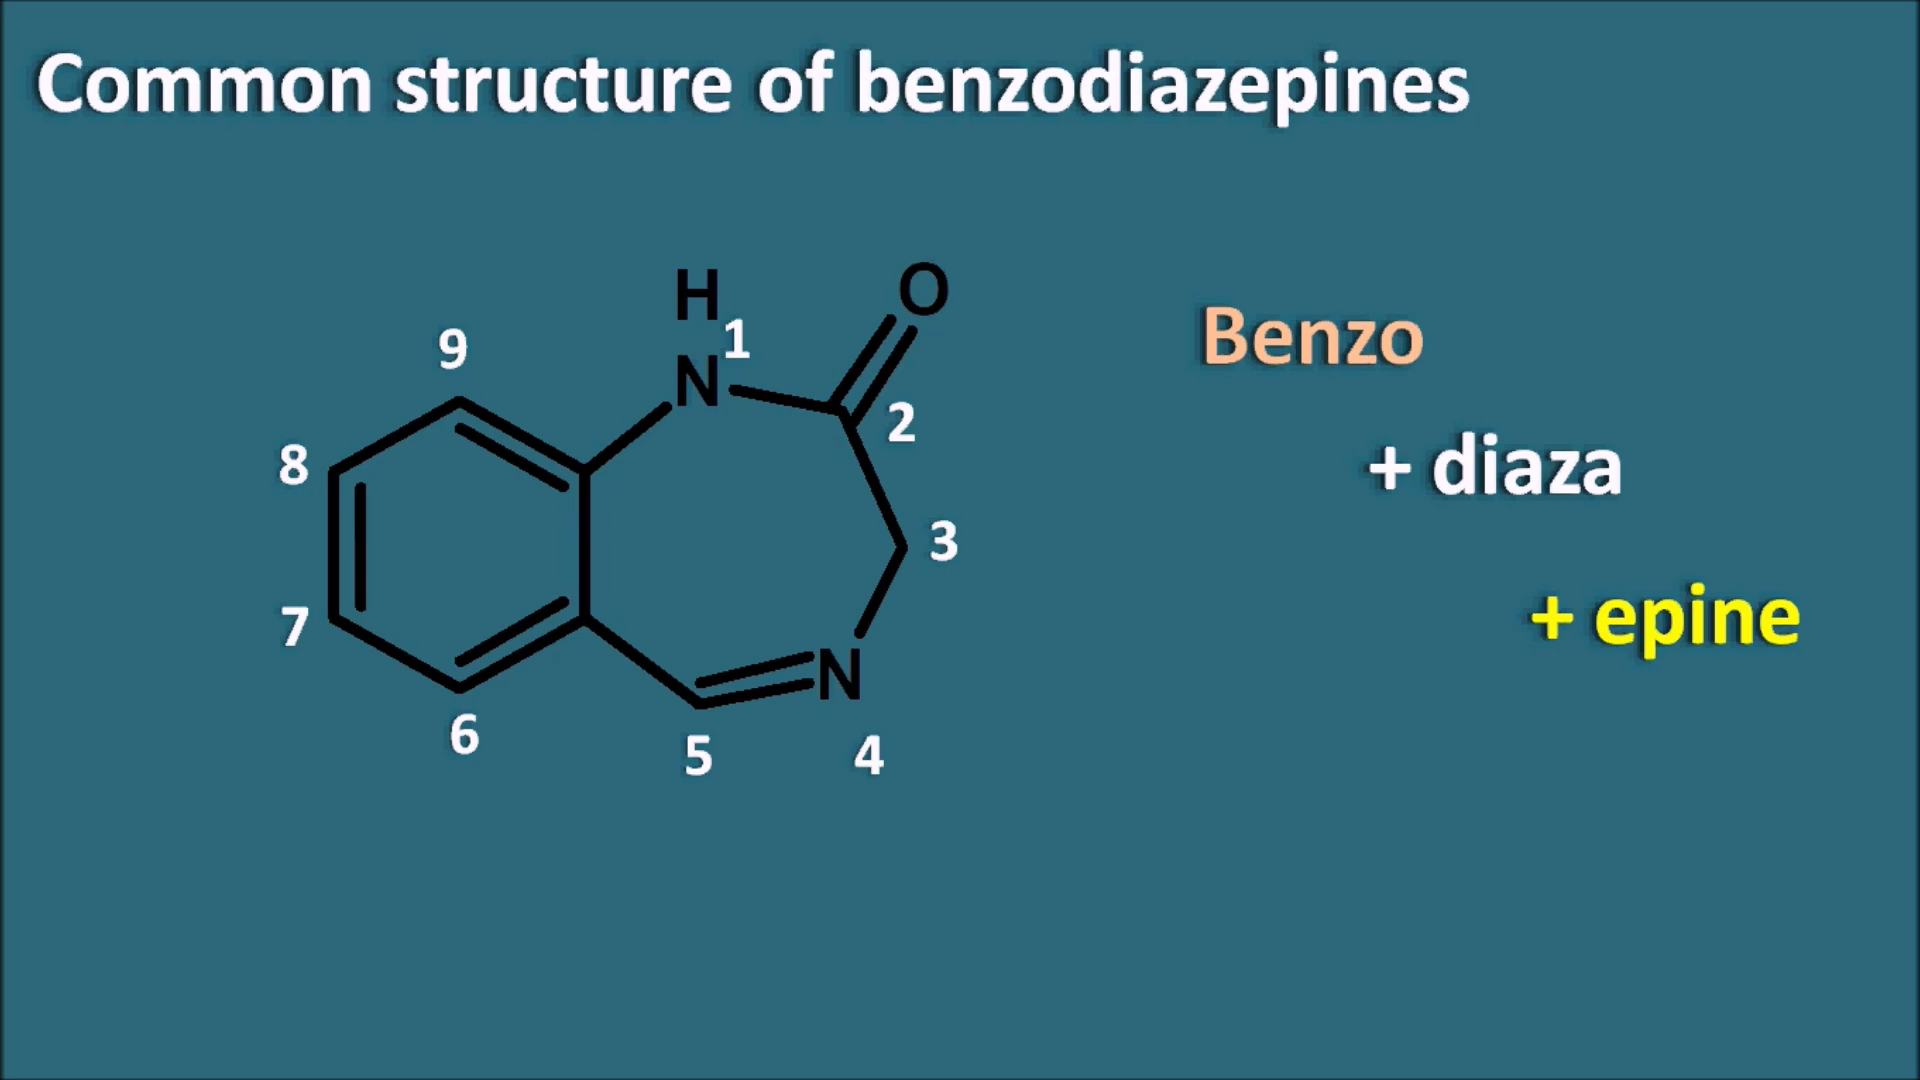 Common structure of benzodiazepines
H
O
1
9
N
2
8
3
7
N
6
5
4
Benzo
+ diaza
+ epine